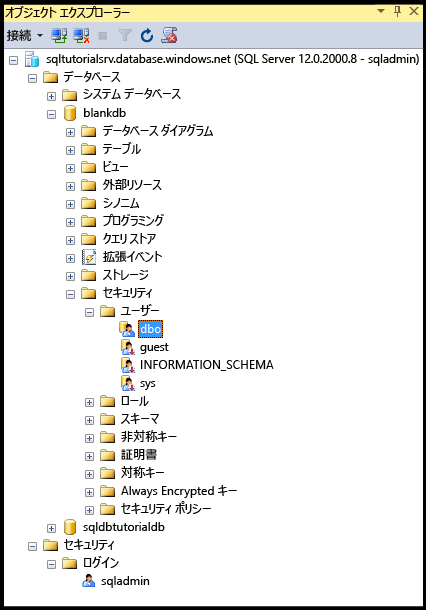 オブジェクト エクスプローラー
接続
sqltutorialsrv.database.windows.net (SQL Server 12.0.2000.8 - sqladmin)
データベース
システム データベース
blankdb
データベース ダイアグラム
テーブル
ビュー
外部リソース
シノニム
プログラミング
クエリ ストア
拡張イベント
ストレージ
セキュリティ
ユーザー
dbo
guest
INFORMATION_SCHEMA
sys
ロール
スキーマ
非対称キー
証明書
対称キー
Always Encrypted キー
セキュリティ ポリシー
sqldbtutorialdb
セキュリティ
ログイン
sqladmin